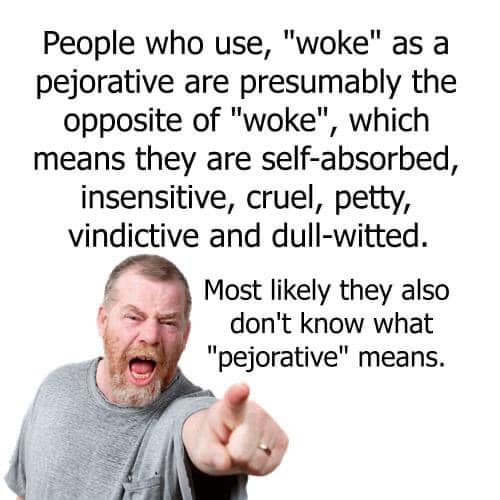 People who use, "woke" as a
pejorative are presumably the
opposite of "woke", which
means they are self-absorbed,
insensitive, cruel, petty,
vindictive and dull-witted.
Most likely they also
don't know what
"pejorative" means.